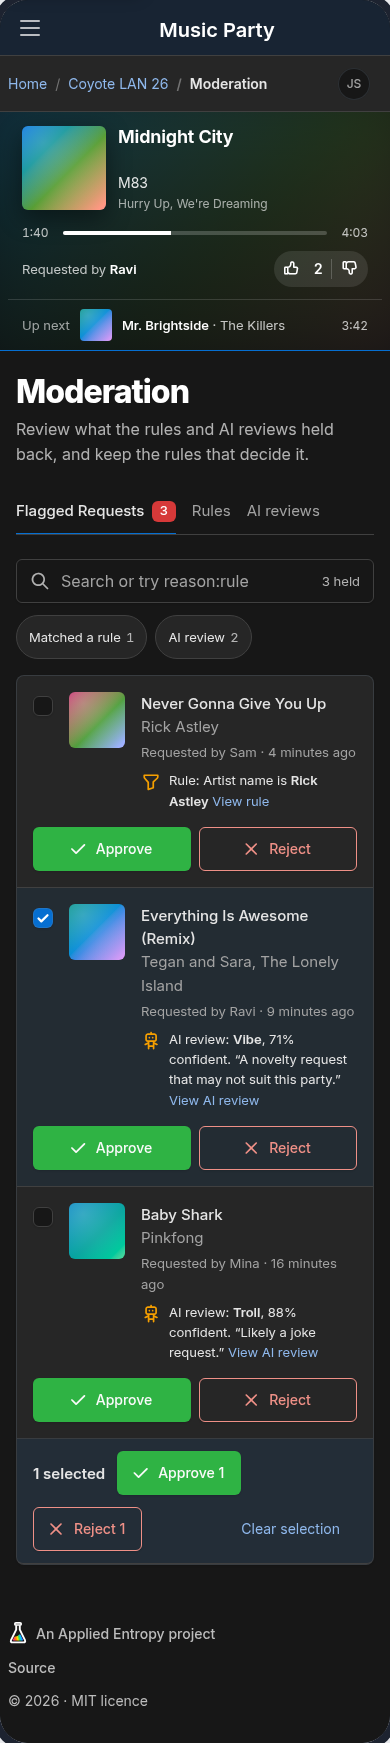 Music Party
Home / Coyote LAN 26 / Moderation
JS
Midnight City
M83
Hurry Up, We're Dreaming
1:40
4:03
Requested by Ravi
2
Up next
Mr. Brightside · The Killers
3:42
Moderation
Review what the rules and AI reviews held
back, and keep the rules that decide it.
Flagged Requests 3
Rules
AI reviews
Search or try reason:rule
3 held
Matched a rule 1
AI review 2
Never Gonna Give You Up
Rick Astley
Requested by Sam · 4 minutes ago
Rule: Artist name is Rick
Astley View rule
Approve
Reject
Everything Is Awesome
(Remix)
Tegan and Sara, The Lonely
Island
Requested by Ravi · 9 minutes ago
AI review: Vibe, 71%
confident. “A novelty request
that may not suit this party.”
View AI review
Approve
Reject
Baby Shark
Pinkfong
Requested by Mina · 16 minutes
ago
AI review: Troll, 88%
confident. “Likely a joke
request.” View AI review
Approve
Reject
1 selected
Approve 1
Reject 1
Clear selection
An Applied Entropy project
Source
© 2026 · MIT licence